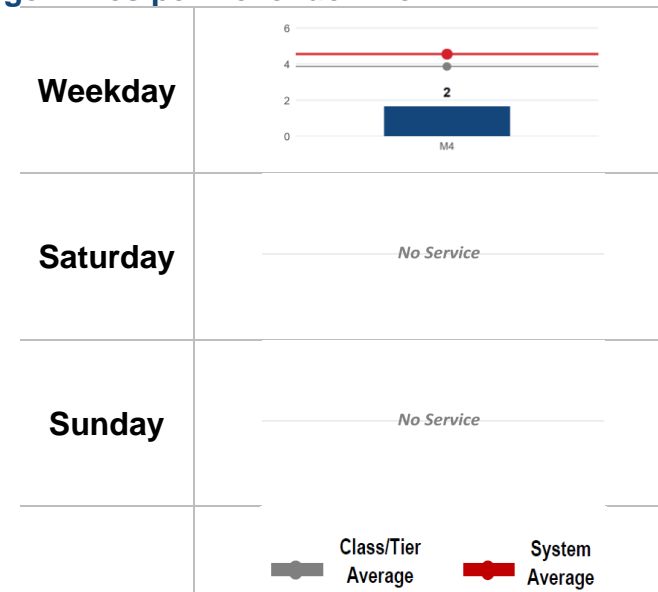 Weekday
6
4
2
2
0
M4
Saturday
No Service
Sunday
No Service
Class/Tier
Average
System
Average